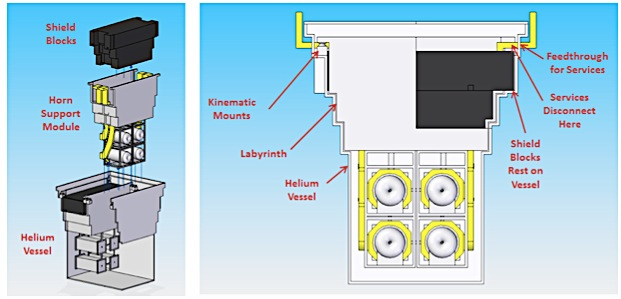 Shield
Blocks
Horn
Support
Module
Helium
Vessel
Kinematic
Mounts
Labyrinth
Helium
Vessel
Feedthrough
for Services
Services
Disconnect
Here
Shield
Blocks
Rest on
Vessel